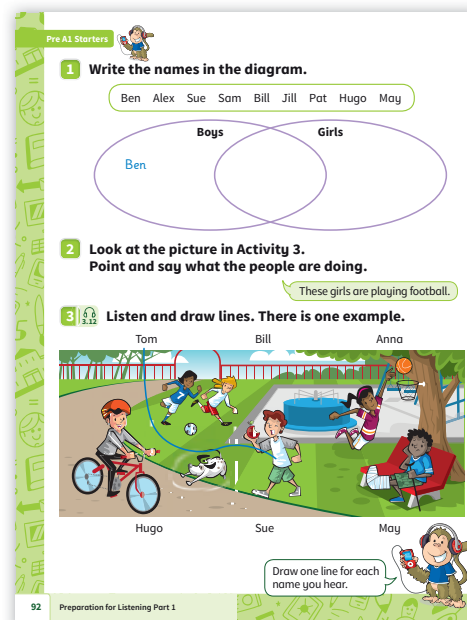 Pre A1 Starters
1 Write the names in the diagram.
Ben Alex Sue Sam Bill Jill Pat Hugo May
Boys Girls
Ben
2 Look at the picture in Activity 3.
Point and say what the people are doing.
These girls are playing football.
3 3.12 Listen and draw lines. There is one example.
Tom Bill Anna
7
Hugo Sue May
Draw one line for each
name you hear.
92 Preparation for Listening Part 1